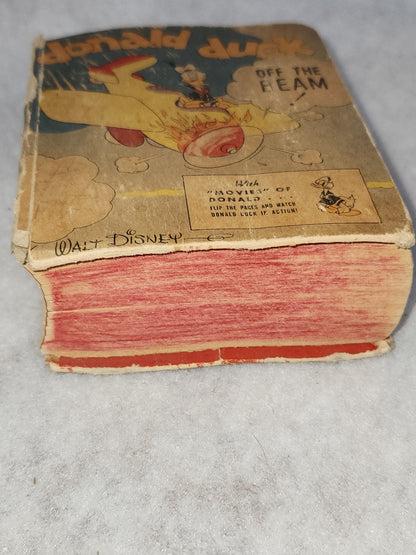 donald duck
OFF THE
BEAM
!
With
"MOVIES" OF
DONALD . . .
FLIP THE PAGES AND WATCH
DONALD DUCK IN ACTION!
WALT DISNEY